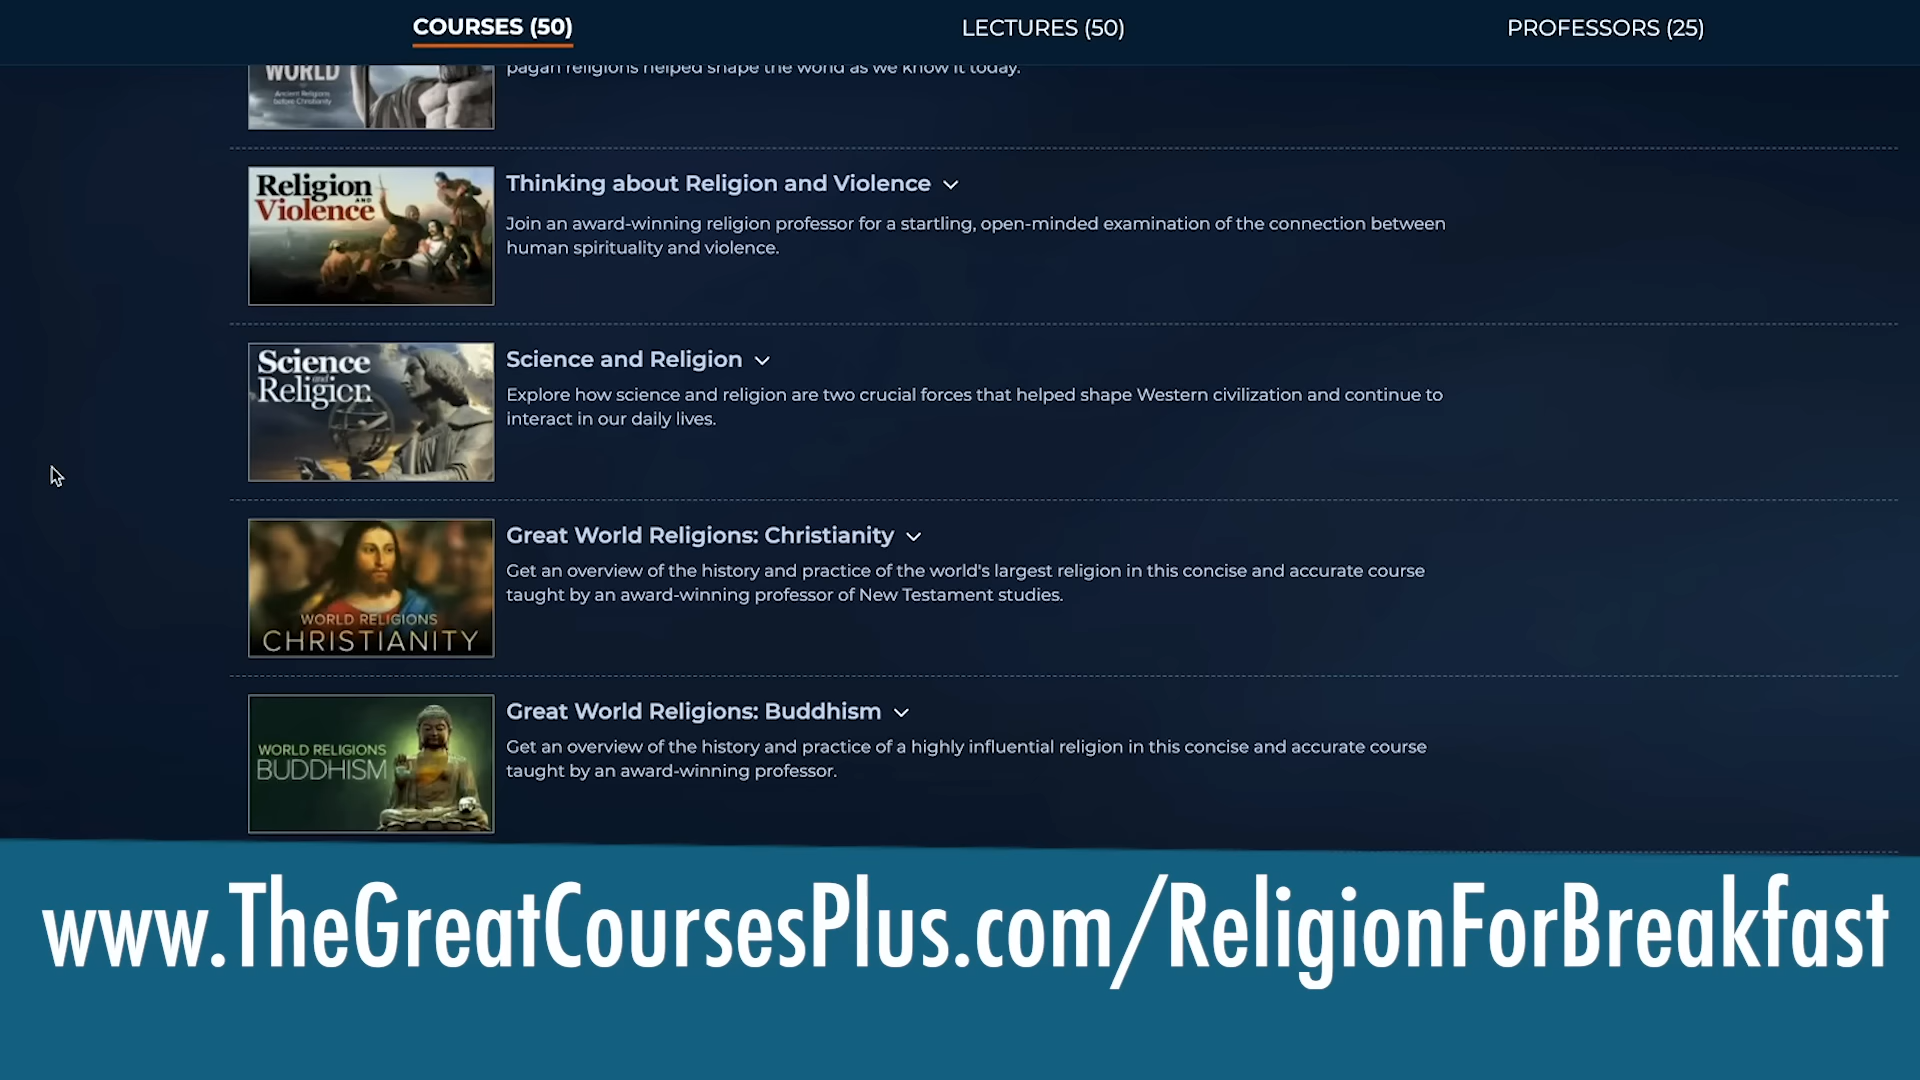 COURSES (50)
LECTURES (50)
PROFESSORS (25)
WORLD
Ancient Religions
before Christianity
pagan religions helped shape the world as we know it today.
Religion
AND
Violence
Thinking about Religion and Violence
Join an award-winning religion professor for a startling, open-minded examination of the connection between
human spirituality and violence.
Science
and
Religion
Science and Religion
Explore how science and religion are two crucial forces that helped shape Western civilization and continue to
interact in our daily lives.
WORLD RELIGIONS
CHRISTIANITY
Great World Religions: Christianity
Get an overview of the history and practice of the world's largest religion in this concise and accurate course
taught by an award-winning professor of New Testament studies.
WORLD RELIGIONS
BUDDHISM
Great World Religions: Buddhism
Get an overview of the history and practice of a highly influential religion in this concise and accurate course
taught by an award-winning professor.
www.TheGreatCoursesPlus.com/ReligionForBreakfast